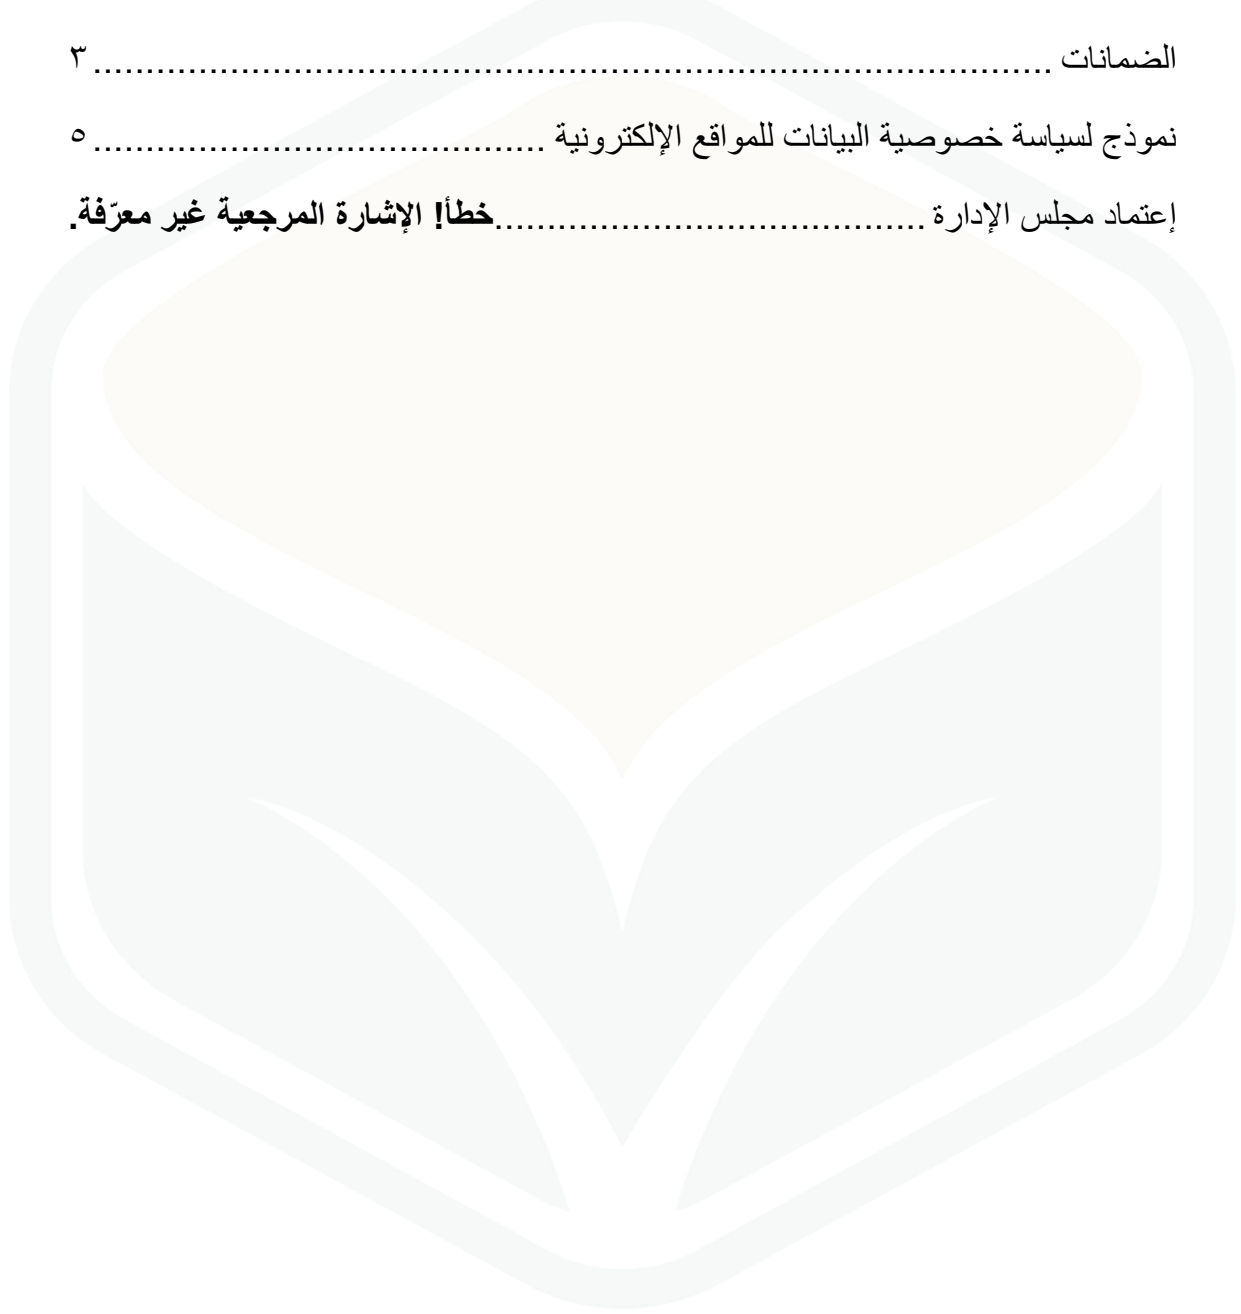 الضمانات ........................................................................................... ٣
نموذج لسياسة خصوصية البيانات للمواقع الإلكترونية ........................................... ٥
إعتماد مجلس الإدارة .........................................خطأ! الإشارة المرجعية غير معرّفة.